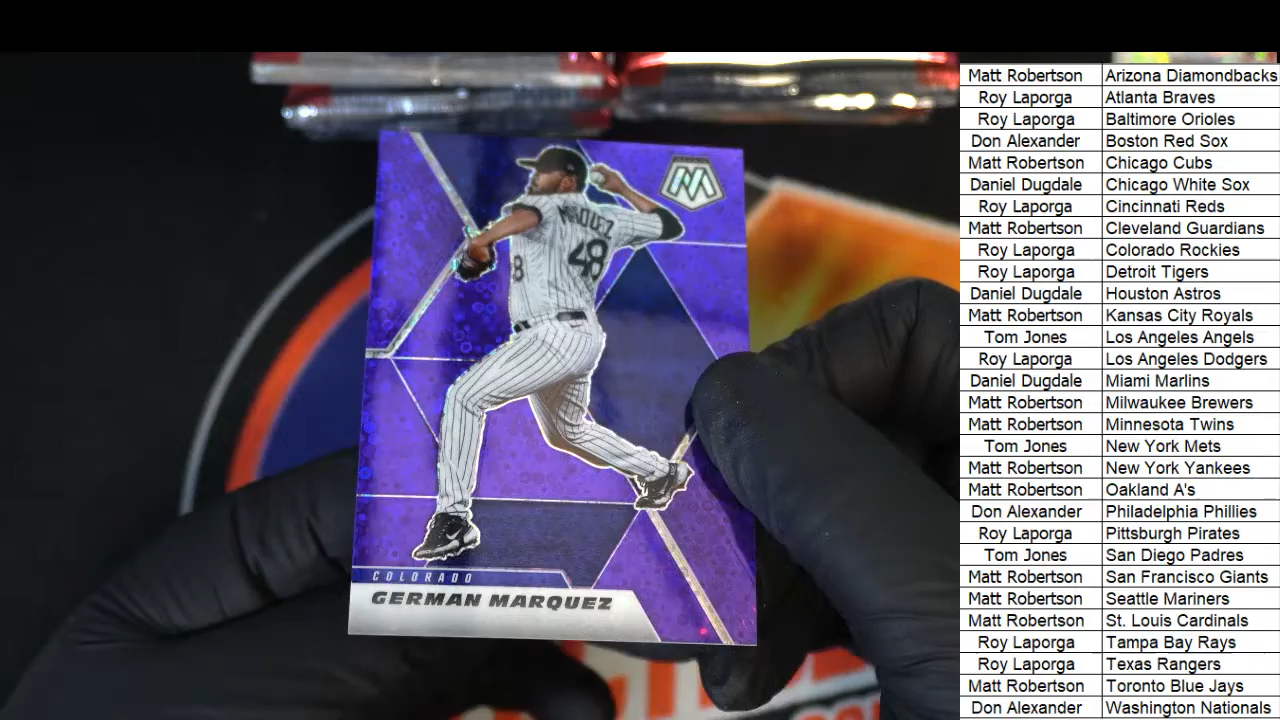 MARQUEZ
48
8
COLORADO
GERMAN MARQUEZ
Matt Robertson Arizona Diamondbacks
Roy Laporga Atlanta Braves
Roy Laporga Baltimore Orioles
Don Alexander Boston Red Sox
Matt Robertson Chicago Cubs
Daniel Dugdale Chicago White Sox
Roy Laporga Cincinnati Reds
Matt Robertson Cleveland Guardians
Roy Laporga Colorado Rockies
Roy Laporga Detroit Tigers
Daniel Dugdale Houston Astros
Matt Robertson Kansas City Royals
Tom Jones Los Angeles Angels
Roy Laporga Los Angeles Dodgers
Daniel Dugdale Miami Marlins
Matt Robertson Milwaukee Brewers
Matt Robertson Minnesota Twins
Tom Jones New York Mets
Matt Robertson New York Yankees
Matt Robertson Oakland A's
Don Alexander Philadelphia Phillies
Roy Laporga Pittsburgh Pirates
Tom Jones San Diego Padres
Matt Robertson San Francisco Giants
Matt Robertson Seattle Mariners
Matt Robertson St. Louis Cardinals
Roy Laporga Tampa Bay Rays
Roy Laporga Texas Rangers
Matt Robertson Toronto Blue Jays
Don Alexander Washington Nationals